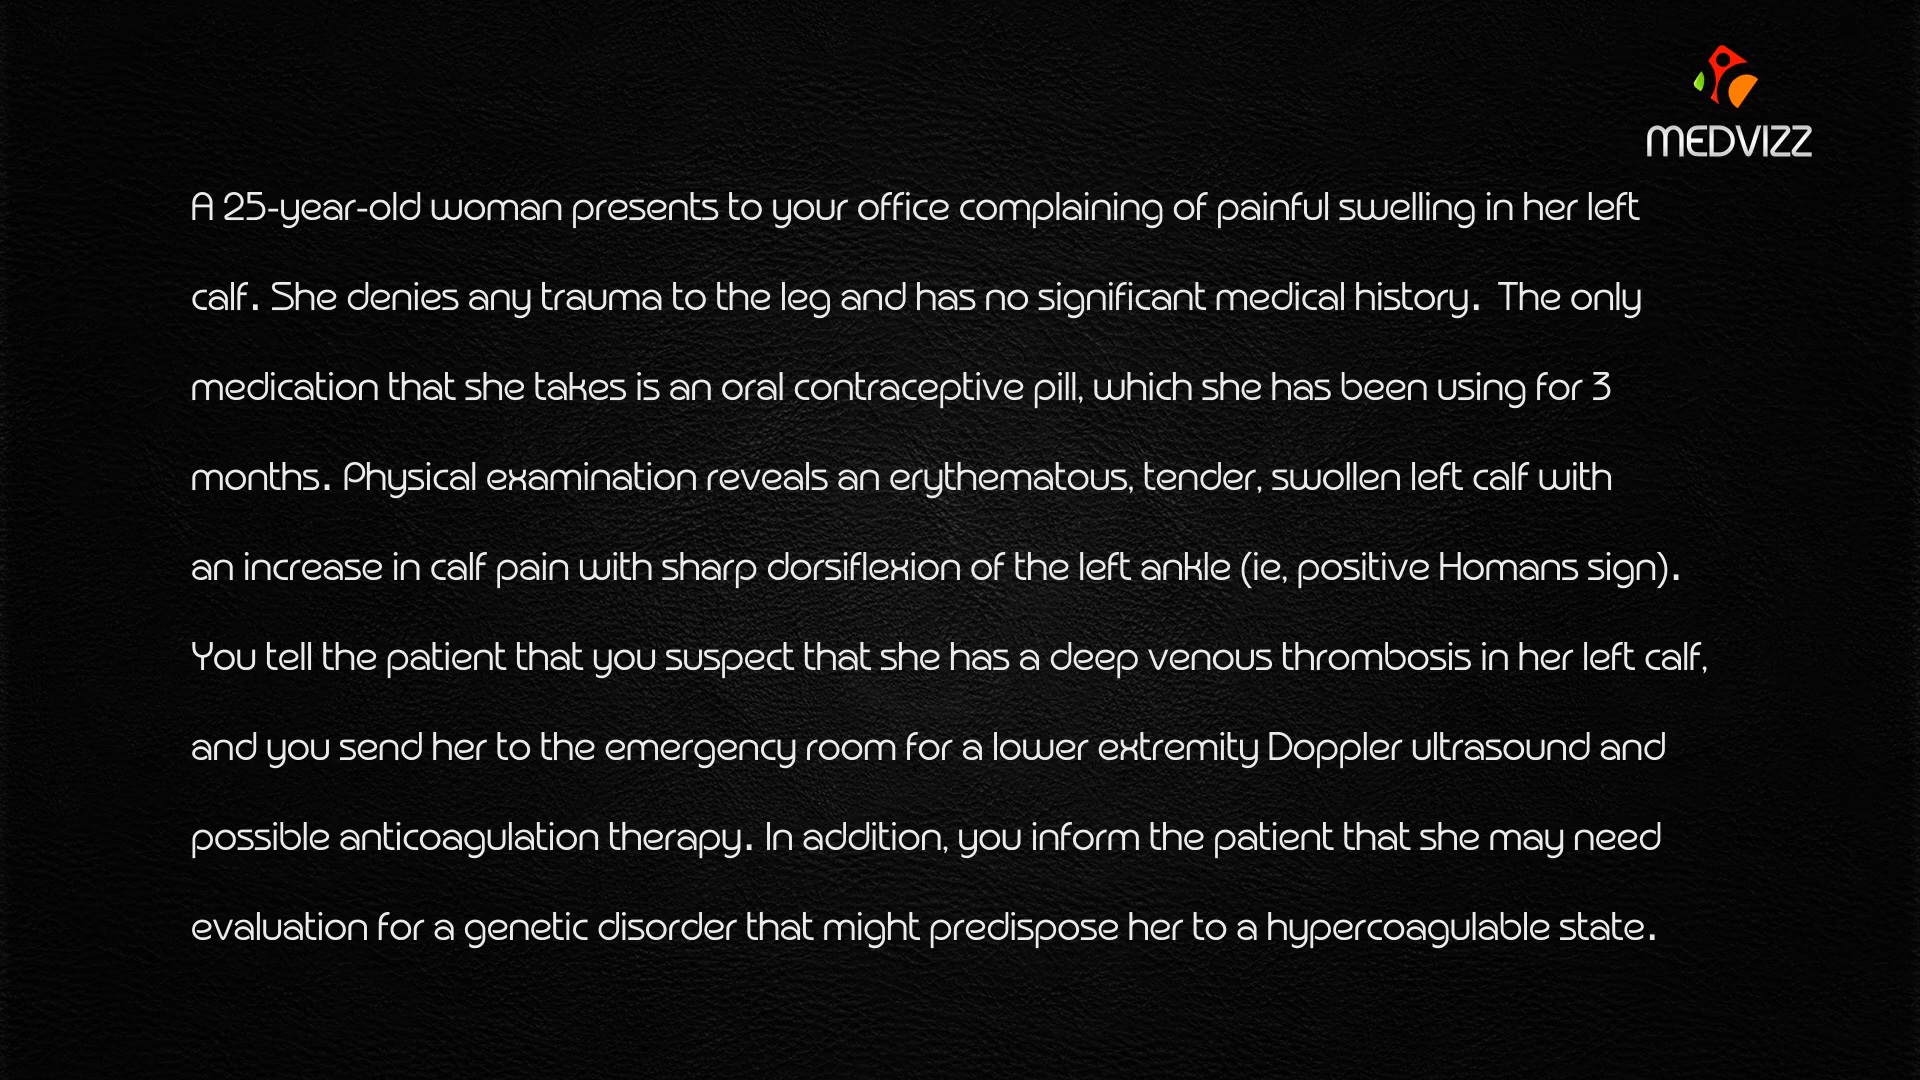 MEDVIZZ
A 25-year-old woman presents to your office complaining of painful swelling in her left
calf. She denies any trauma to the leg and has no significant medical history. The only
medication that she takes is an oral contraceptive pill, which she has been using for 3
months. Physical examination reveals an erythematous, tender, swollen left calf with
an increase in calf pain with sharp dorsiflexion of the left ankle (ie, positive Homans sign).
You tell the patient that you suspect that she has a deep venous thrombosis in her left calf,
and you send her to the emergency room for a lower extremity Doppler ultrasound and
possible anticoagulation therapy. In addition, you inform the patient that she may need
evaluation for a genetic disorder that might predispose her to a hypercoagulable state.